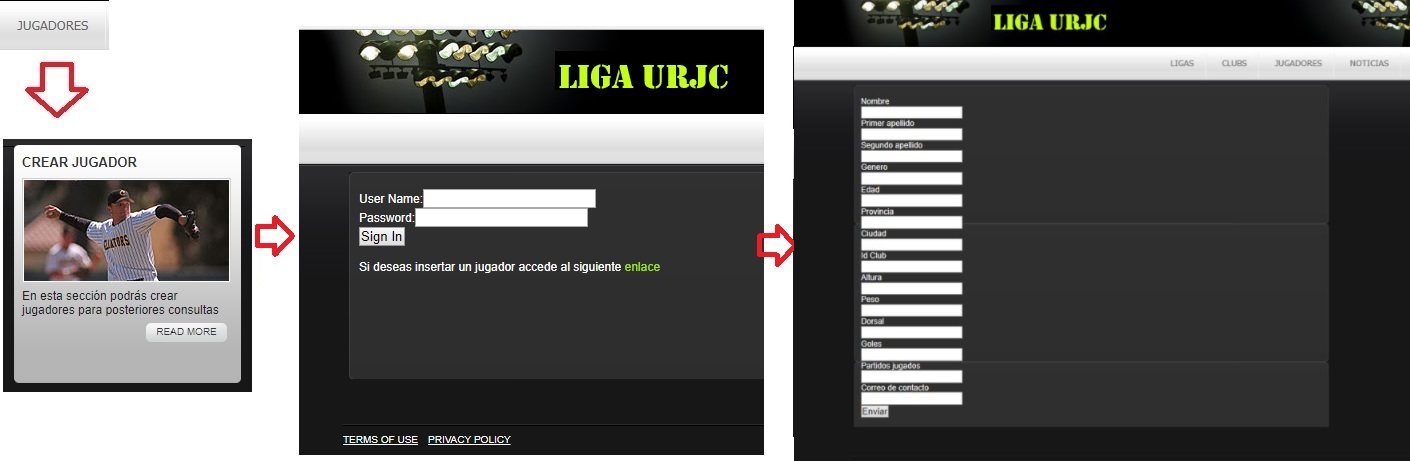 JUGADORES
CREAR JUGADOR
En esta sección podrás crear
jugadores para posteriores consultas
READ MORE
LIGA URJC
User Name:
Password:
Sign In
Si deseas insertar un jugador accede al siguiente enlace
TERMS OF USE PRIVACY POLICY
LIGA URJC
LIGAS CLUBS JUGADORES NOTICIAS
Nombre
Primer apellido
Segundo apellido
Genero
Edad
Provincia
Ciudad
Id Club
Altura
Peso
Dorsal
Goles
Partidos jugados
Correo de contacto
Enviar